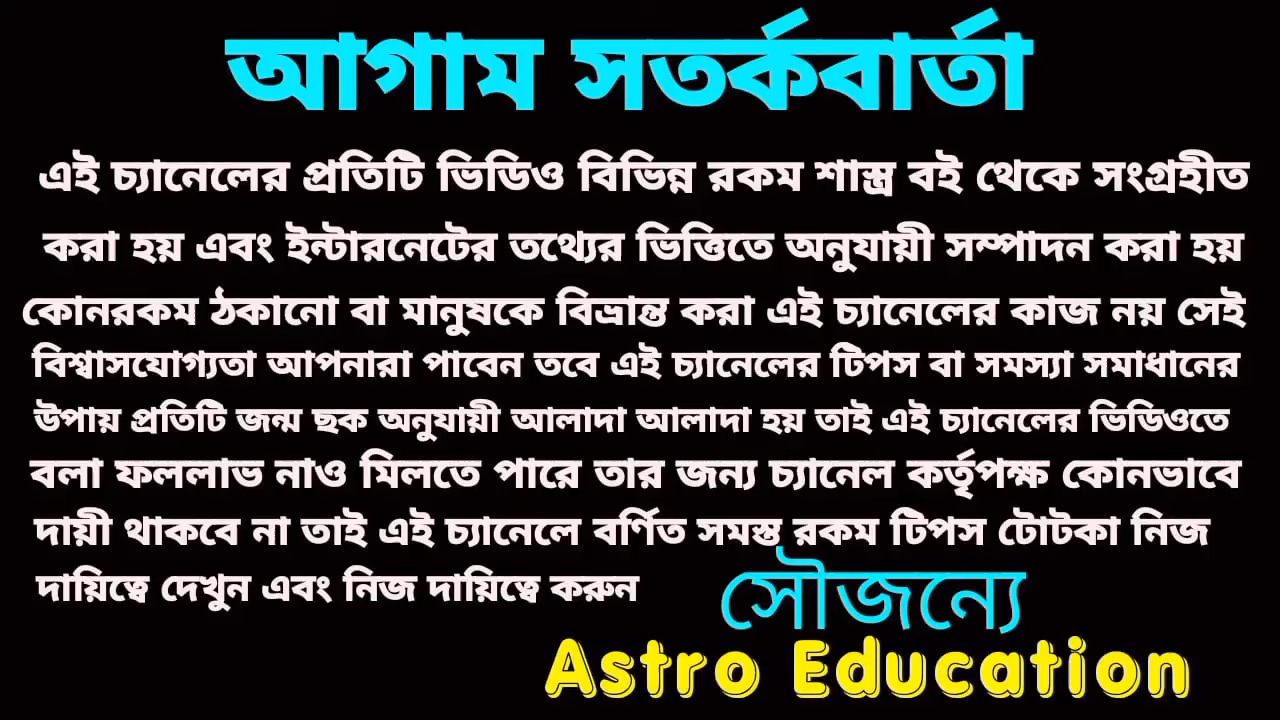 আগাম সতর্কবার্তা
এই চ্যানেলের প্রতিটি ভিডিও বিভিন্ন রকম শাস্ত্র বই থেকে সংগ্রহীত
করা হয় এবং ইন্টারনেটের তথ্যের ভিত্তিতে অনুযায়ী সম্পাদন করা হয়
কোনরকম ঠকানো বা মানুষকে বিভ্রান্ত করা এই চ্যানেলের কাজ নয় সেই
বিশ্বাসযোগ্যতা আপনারা পাবেন তবে এই চ্যানেলের টিপস বা সমস্যা সমাধানের
উপায় প্রতিটি জন্ম ছক অনুযায়ী আলাদা আলাদা হয় তাই এই চ্যানেলের ভিডিওতে
বলা ফললাভ নাও মিলতে পারে তার জন্য চ্যানেল কর্তৃপক্ষ কোনভাবে
দায়ী থাকবে না তাই এই চ্যানেলে বর্ণিত সমস্ত রকম টিপস টোটকা নিজ
দায়িত্বে দেখুন এবং নিজ দায়িত্বে করুন
সৌজন্যে
Astro Education